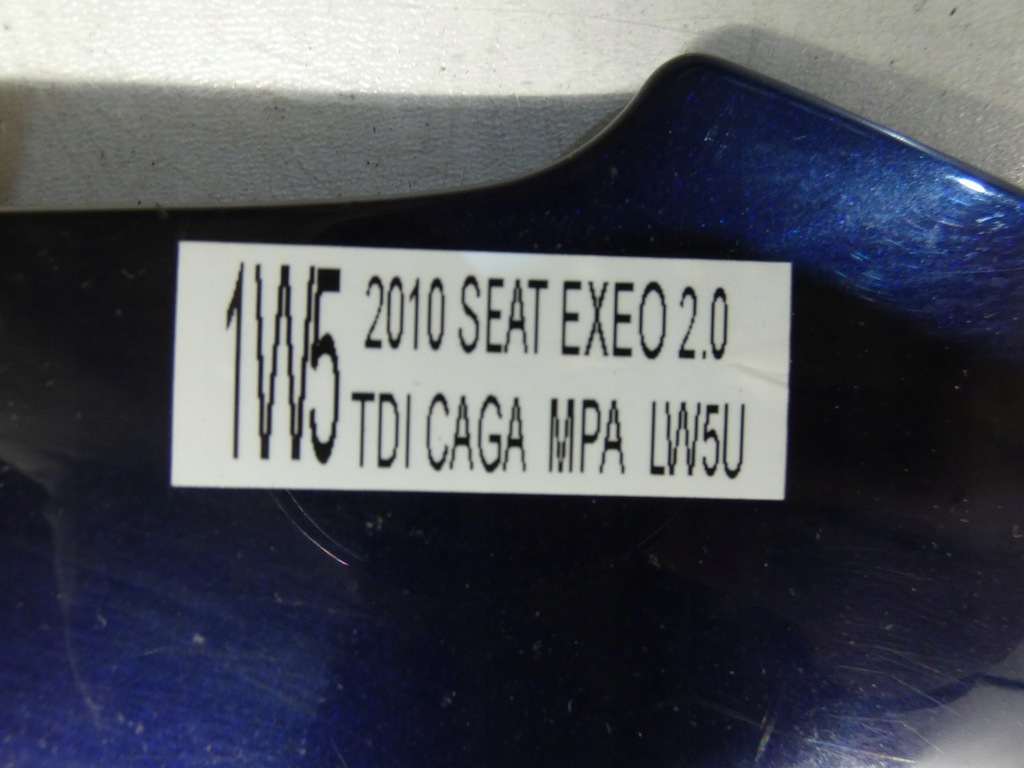 1W5 2010 SEAT EXEO 2.0
TDI CAGA MPA LW5U